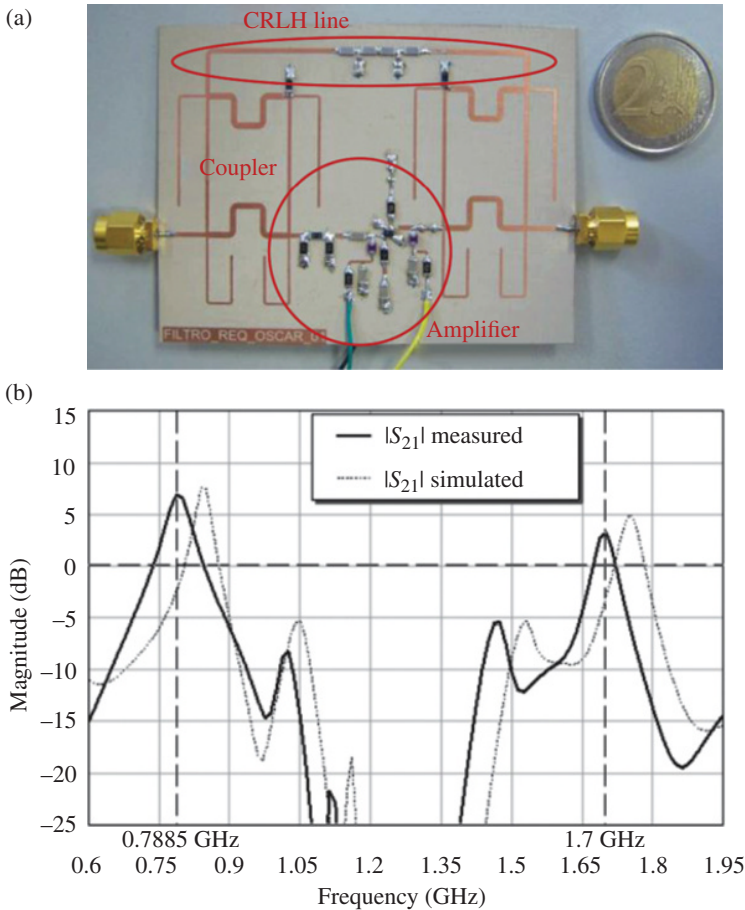 (a)
CRLH line
Coupler
Amplifier
FILTRO_REQ_OSCAR_01
(b)
|S21| measured
|S21| simulated
Magnitude (dB)
15
10
5
0
−5
−10
−15
−20
−25
0.7885 GHz
1.7 GHz
0.6
0.75
0.9
1.05
1.2
1.35
1.5
1.65
1.8
1.95
Frequency (GHz)